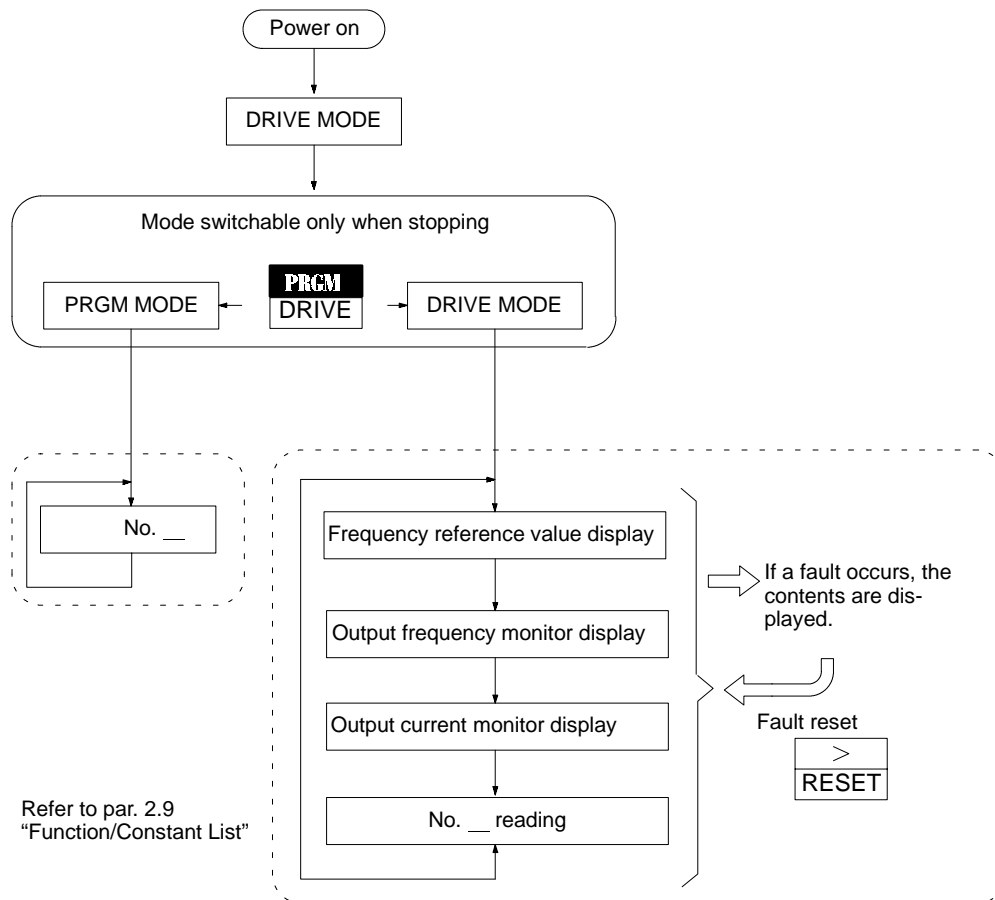 Power on
DRIVE MODE
Mode switchable only when stopping
PRGM MODE
PRGM
DRIVE
DRIVE MODE
No. __
Frequency reference value display
Output frequency monitor display
Output current monitor display
No. __ reading
If a fault occurs, the
contents are dis-
played.
Fault reset
>
RESET
Refer to par. 2.9
“Function/Constant List”